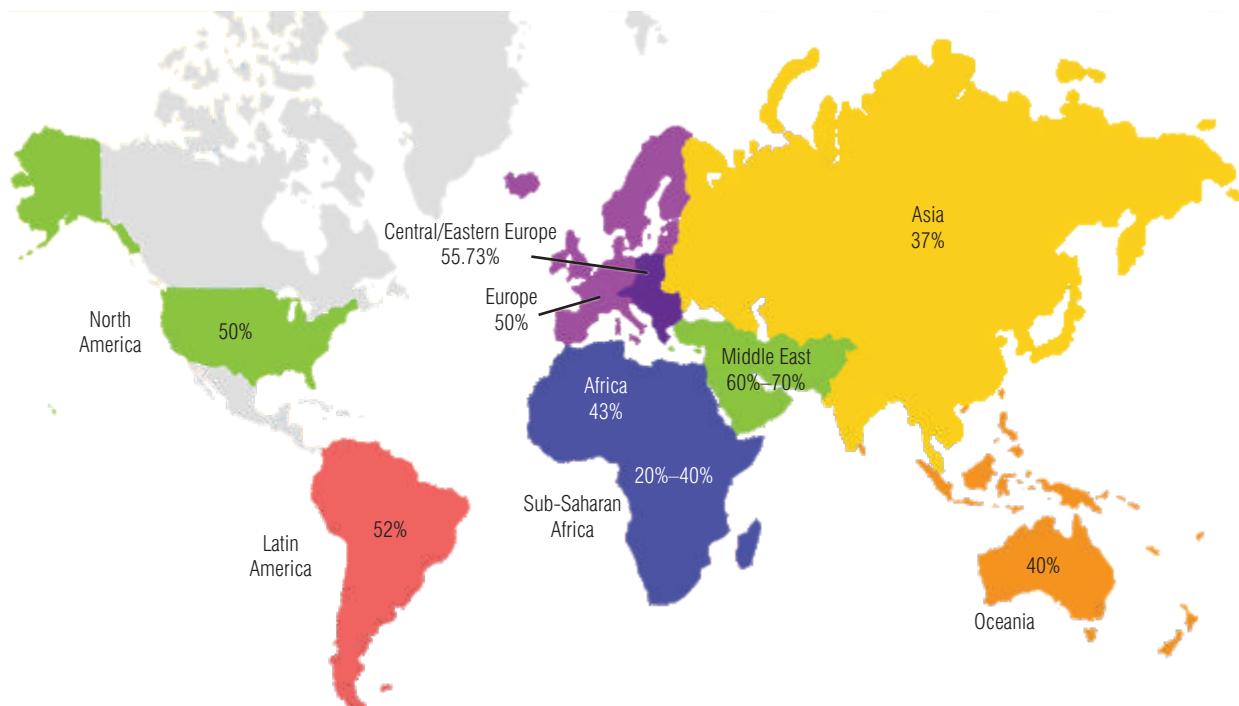 Asia
37%
Central/Eastern Europe
55.73%
Europe
50%
North
America
50%
Middle East
60%–70%
Africa
43%
20%–40%
Sub-Saharan
Africa
52%
Latin
America
40%
Oceania